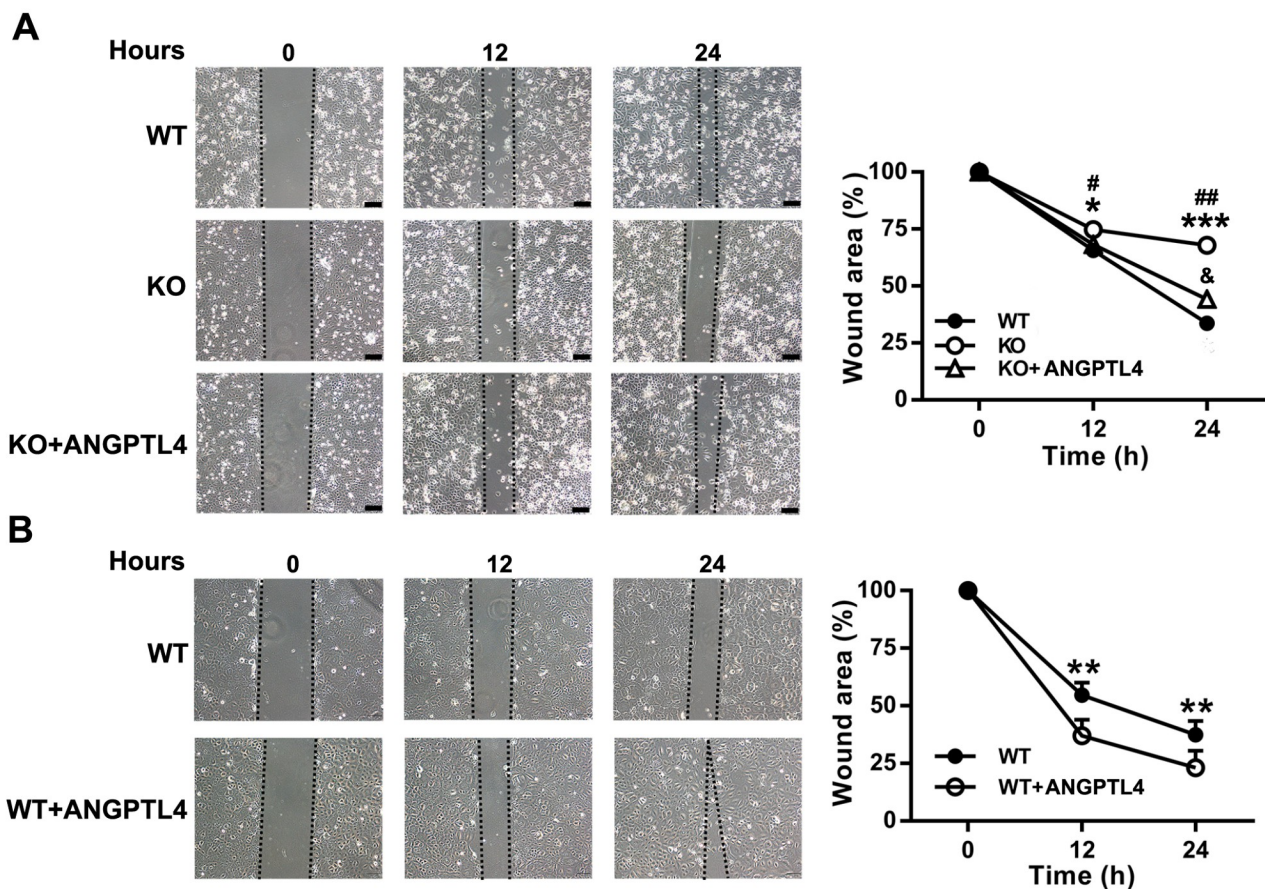 A
Hours 0 12 24
WT
KO
KO+ANGPTL4
Wound area (%)
100
75
50
25
0
#
*
##
***
&
WT
KO
KO+ANGPTL4
0 12 24
Time (h)
B
Hours 0 12 24
WT
WT+ANGPTL4
Wound area (%)
100
75
50
25
0
**
**
WT
WT+ANGPTL4
0 12 24
Time (h)